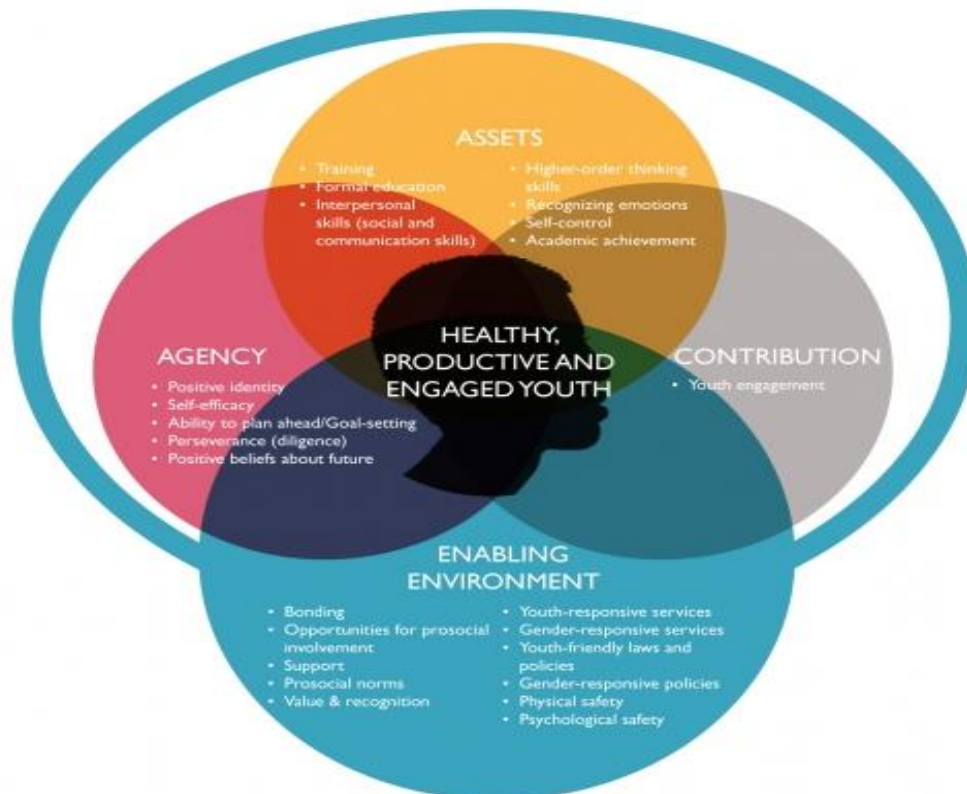 ASSETS
• Training
• Formal education
• Interpersonal
skills (social and
communication skills)
• Higher-order thinking
skills
• Recognizing emotions
• Self-control
• Academic achievement
HEALTHY,
PRODUCTIVE AND
ENGAGED YOUTH
AGENCY
• Positive identity
• Self-efficacy
• Ability to plan ahead/Goal-setting
• Perseverance (diligence)
• Positive beliefs about future
CONTRIBUTION
• Youth engagement
ENABLING
ENVIRONMENT
• Bonding
• Opportunities for prosocial
involvement
• Support
• Prosocial norms
• Value & recognition
• Youth-responsive services
• Gender-responsive services
• Youth-friendly laws and
policies
• Gender-responsive policies
• Physical safety
• Psychological safety